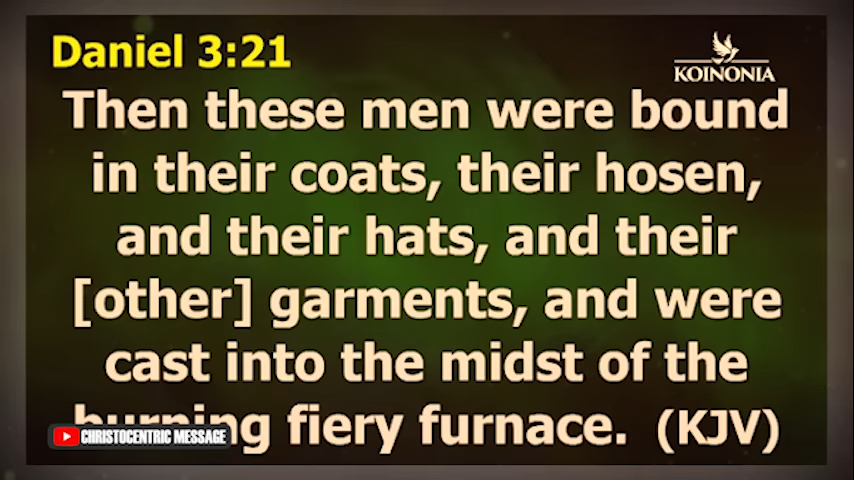 Daniel 3:21
KOINONIA
Then these men were bound
in their coats, their hosen,
and their hats, and their
[other] garments, and were
cast into the midst of the
burning fiery furnace. (KJV)
CHRISTOCENTRIC MESSAGE